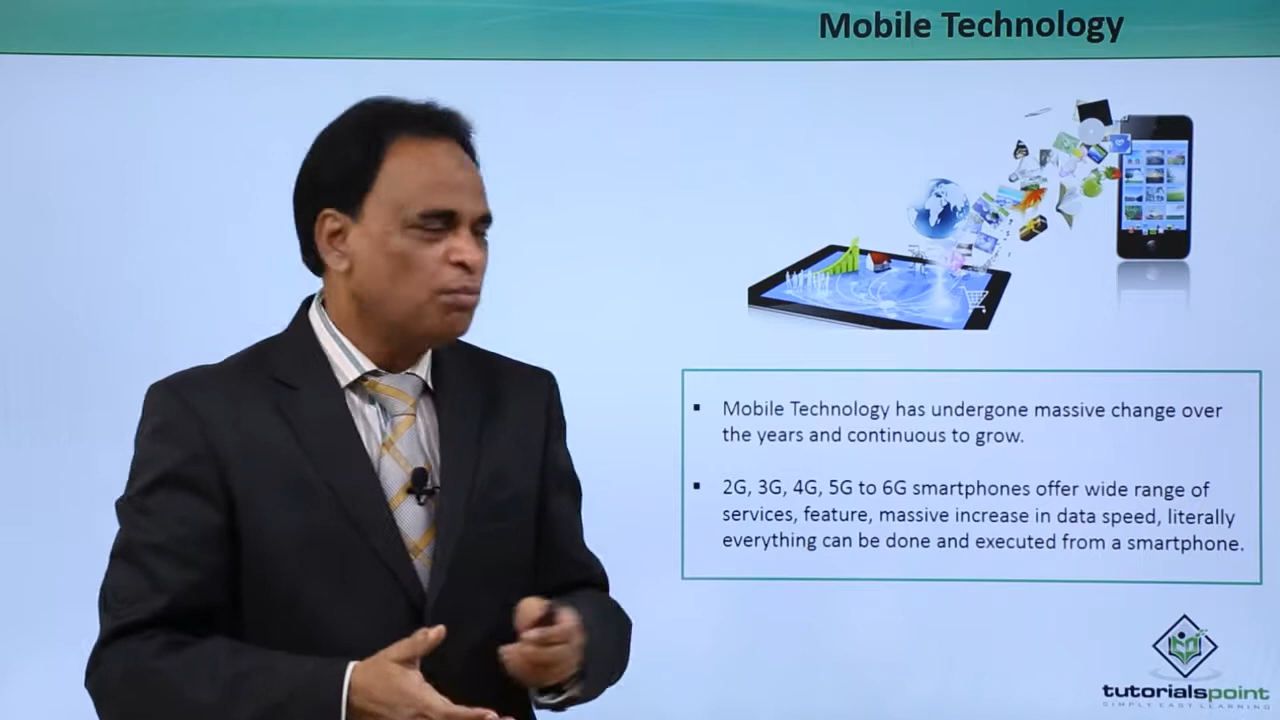 Mobile Technology
▪ Mobile Technology has undergone massive change over
the years and continuous to grow.
▪ 2G, 3G, 4G, 5G to 6G smartphones offer wide range of
services, feature, massive increase in data speed, literally
everything can be done and executed from a smartphone.
tutorialspoint
SIMPLY EASY LEARNING